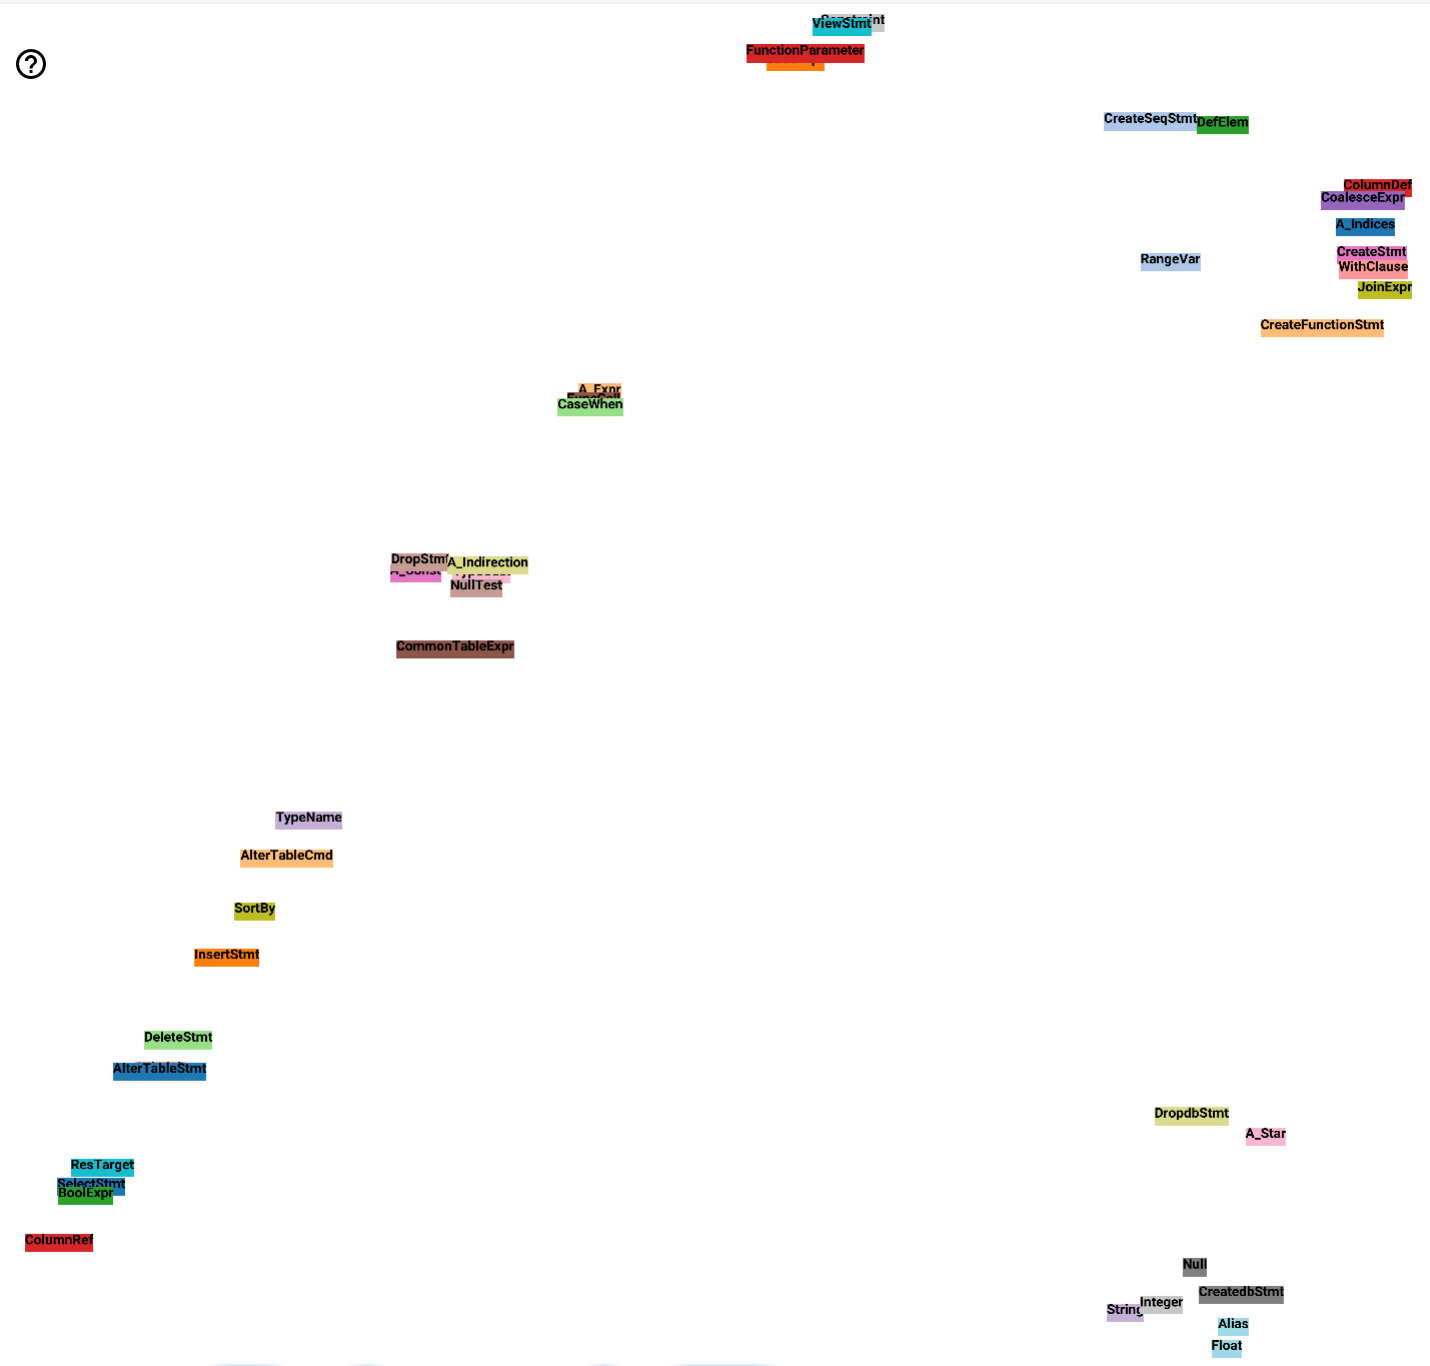 ViewStmt
FunctionParameter
CreateSeqStmt
DefElem
ColumnDef
CoalesceExpr
A_Indices
CreateStmt
RangeVar
WithClause
JoinExpr
CreateFunctionStmt
A_Expr
CaseWhen
DropStmt
A_Indirection
A_Const
NullTest
CommonTableExpr
TypeName
AlterTableCmd
SortBy
InsertStmt
DeleteStmt
AlterTableStmt
DropdbStmt
A_Star
ResTarget
SelectStmt
BoolExpr
ColumnRef
Null
CreatedbStmt
Integer
String
Alias
Float